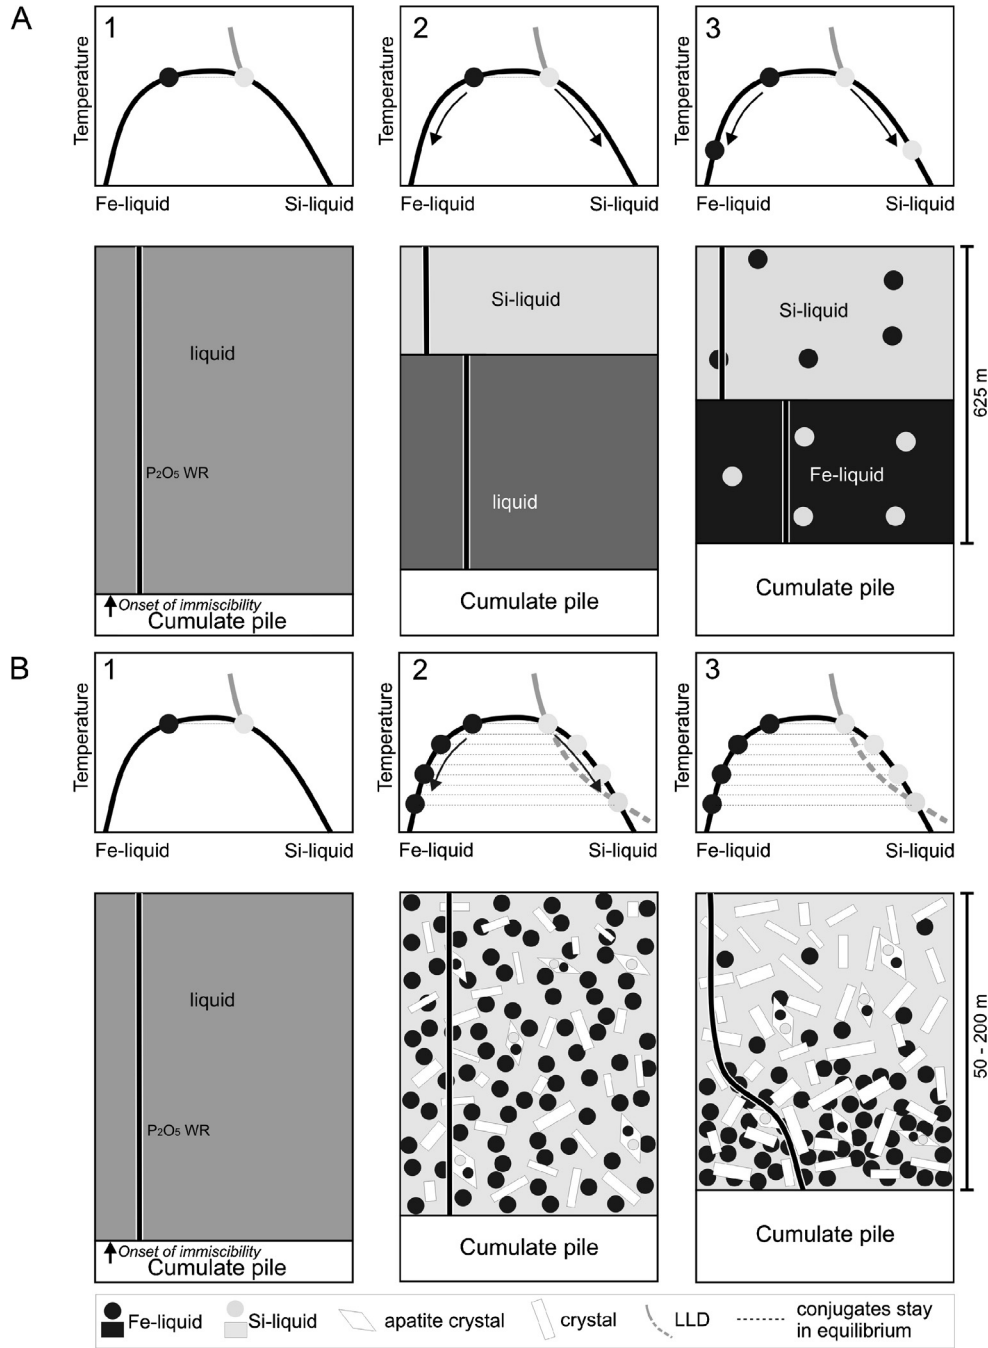 A
1
2
3
Temperature
Temperature
Temperature
Fe-liquid
Si-liquid
Fe-liquid
Si-liquid
Fe-liquid
Si-liquid
liquid
P₂O₅ WR
Onset of immiscibility
Cumulate pile
Si-liquid
liquid
Cumulate pile
Si-liquid
Fe-liquid
Cumulate pile
625 m
B
1
2
3
Temperature
Temperature
Temperature
Fe-liquid
Si-liquid
Fe-liquid
Si-liquid
Fe-liquid
Si-liquid
liquid
P₂O₅ WR
Onset of immiscibility
Cumulate pile
Cumulate pile
Cumulate pile
50 - 200 m
Fe-liquid
Si-liquid
apatite crystal
crystal
LLD
conjugates stay
in equilibrium